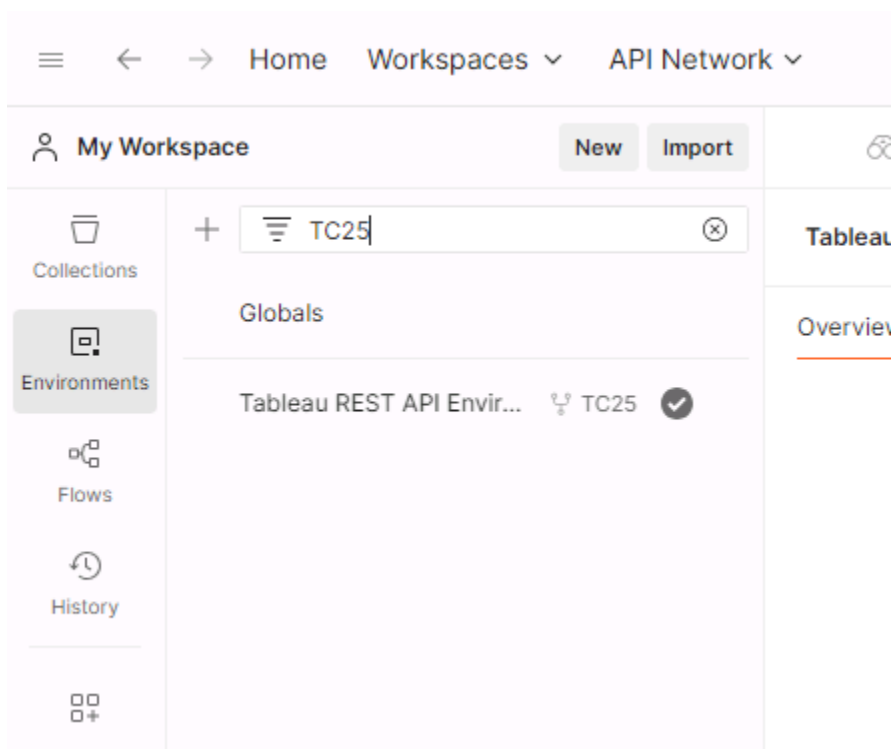 Home Workspaces API Network
My Workspace New Import
TC25
Collections
Globals
Environments
Tableau REST API Envir... TC25
Flows
History
Tableau